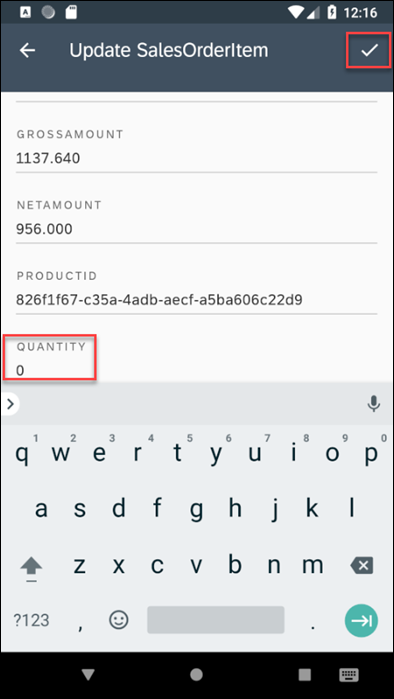 12:16
Update SalesOrderItem
GROSSAMOUNT
1137.640
NETAMOUNT
956.000
PRODUCTID
826f1f67-c35a-4adb-aecf-a5ba606c22d9
QUANTITY
0
1 2 3 4 5 6 7 8 9 0
q w e r t y u i o p
a s d f g h j k l
z x c v b n m
?123 , .